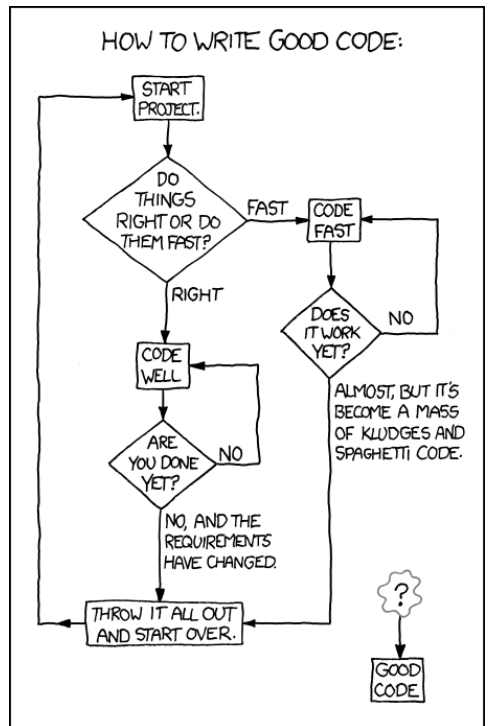 HOW TO WRITE GOOD CODE:
START
PROJECT.
DO
THINGS
RIGHT OR DO
THEM FAST?
FAST
CODE
FAST
RIGHT
DOES
IT WORK
YET?
NO
CODE
WELL
ALMOST, BUT IT'S
BECOME A MASS
OF KLUDGES AND
SPAGHETTI CODE.
ARE
YOU DONE
YET?
NO
NO, AND THE
REQUIREMENTS
HAVE CHANGED.
THROW IT ALL OUT
AND START OVER.
?
GOOD
CODE